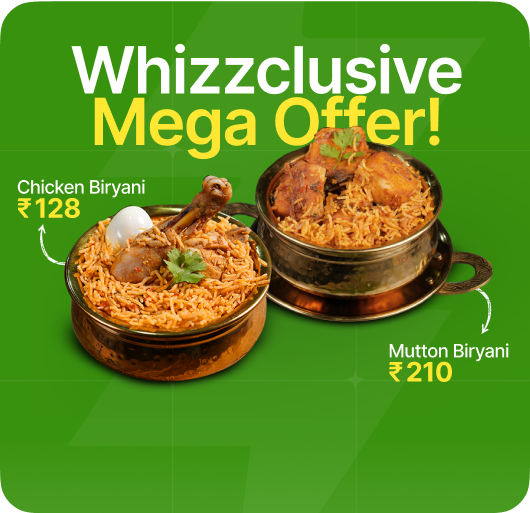 Whizzclusive
Mega Offer!
Chicken Biryani
₹128
Mutton Biryani
₹210